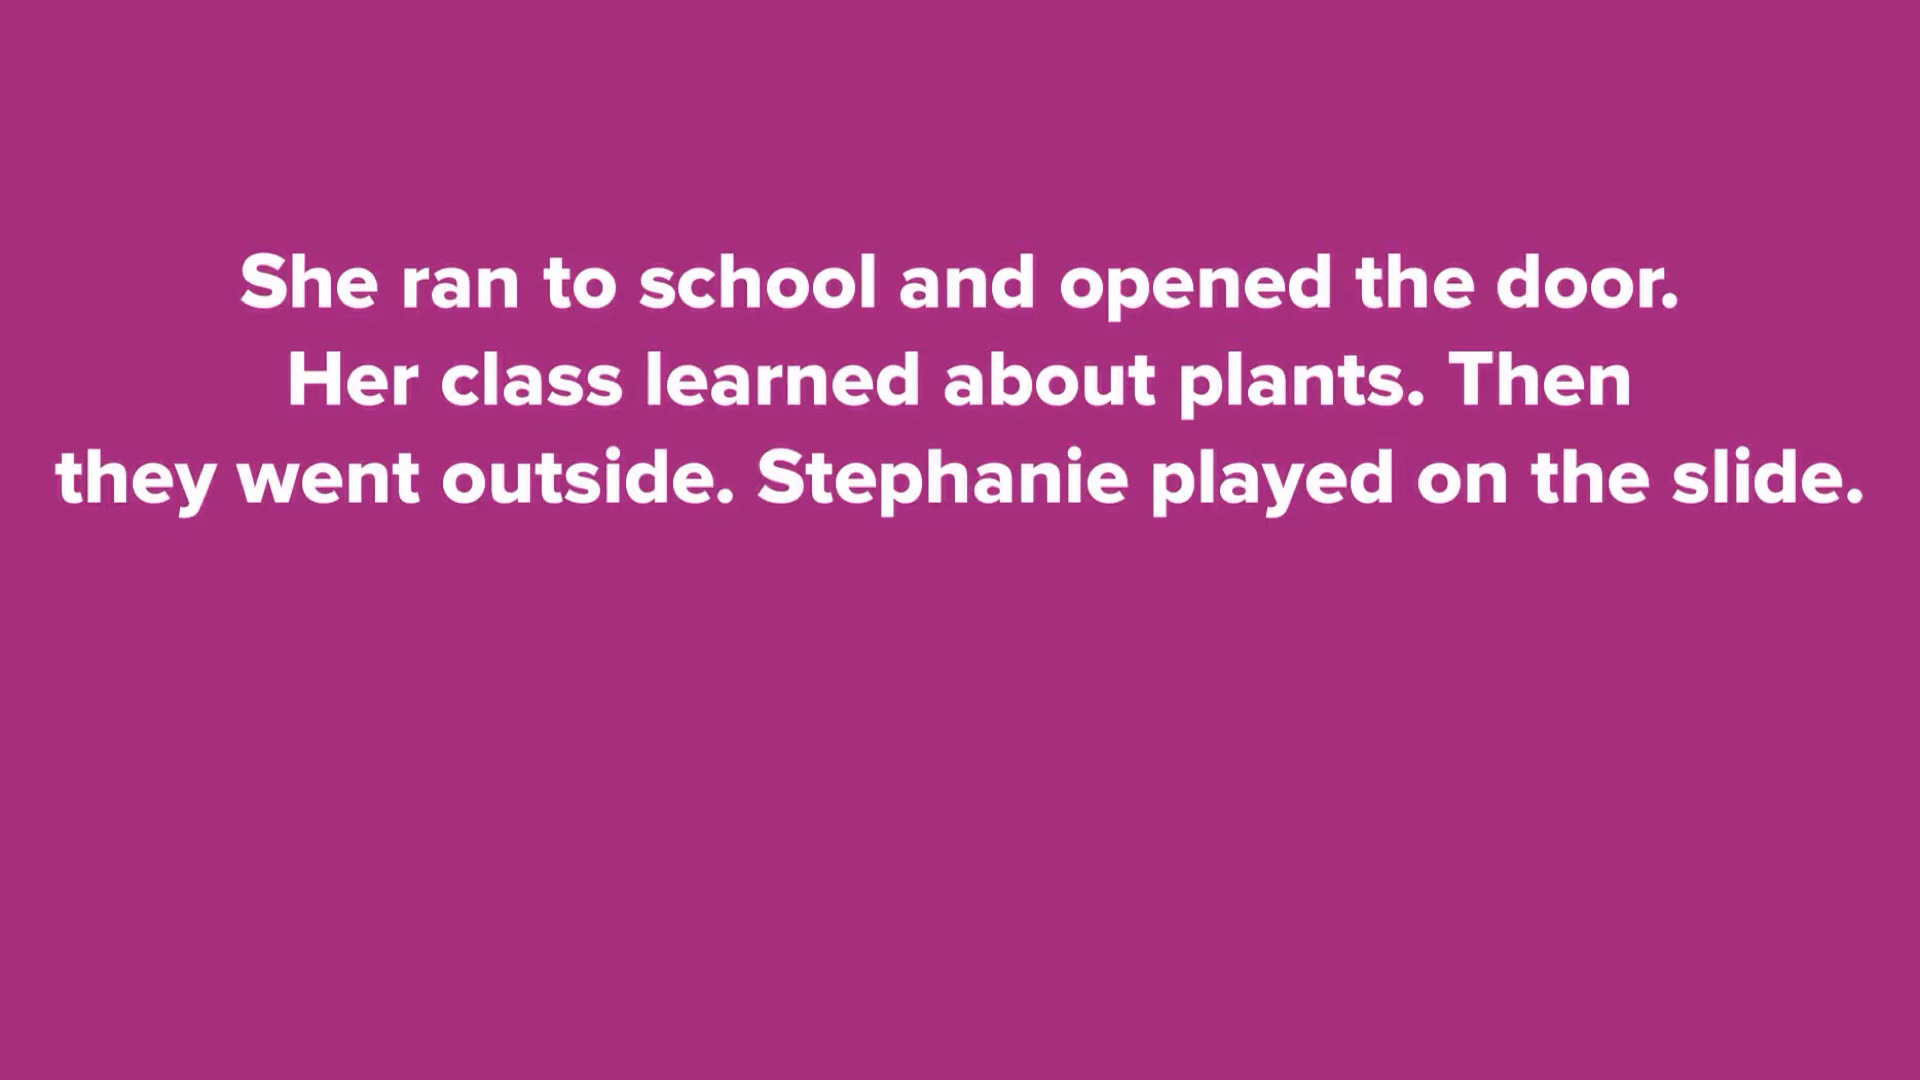 She ran to school and opened the door.
Her class learned about plants. Then
they went outside. Stephanie played on the slide.